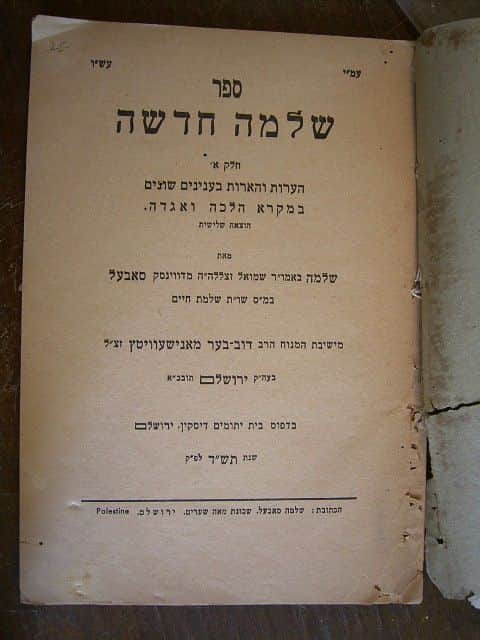 25
עמ"י עש"ו
ספר
שלמה חדשה
חלק א'
הערות והארות בענינים שונים
במקרא הלכה ואגדה.
הוצאה שלישית
מאת
שלמה באמו"ר שמואל זצללה"ה מדווינסק סאבעל
במ"ס שו"ת שלמת חיים
מישיבת המנוח הרב דוב-בער מאנישעוויטץ זצ"ל
בעה"ק ירושלם תובב"א
בדפוס בית יתומים דיסקין, ירושלם
שנת תש"ד לפ"ק
הכתובת: שלמה סאבעל. שכונת מאה שערים. ירושלם. Palestine